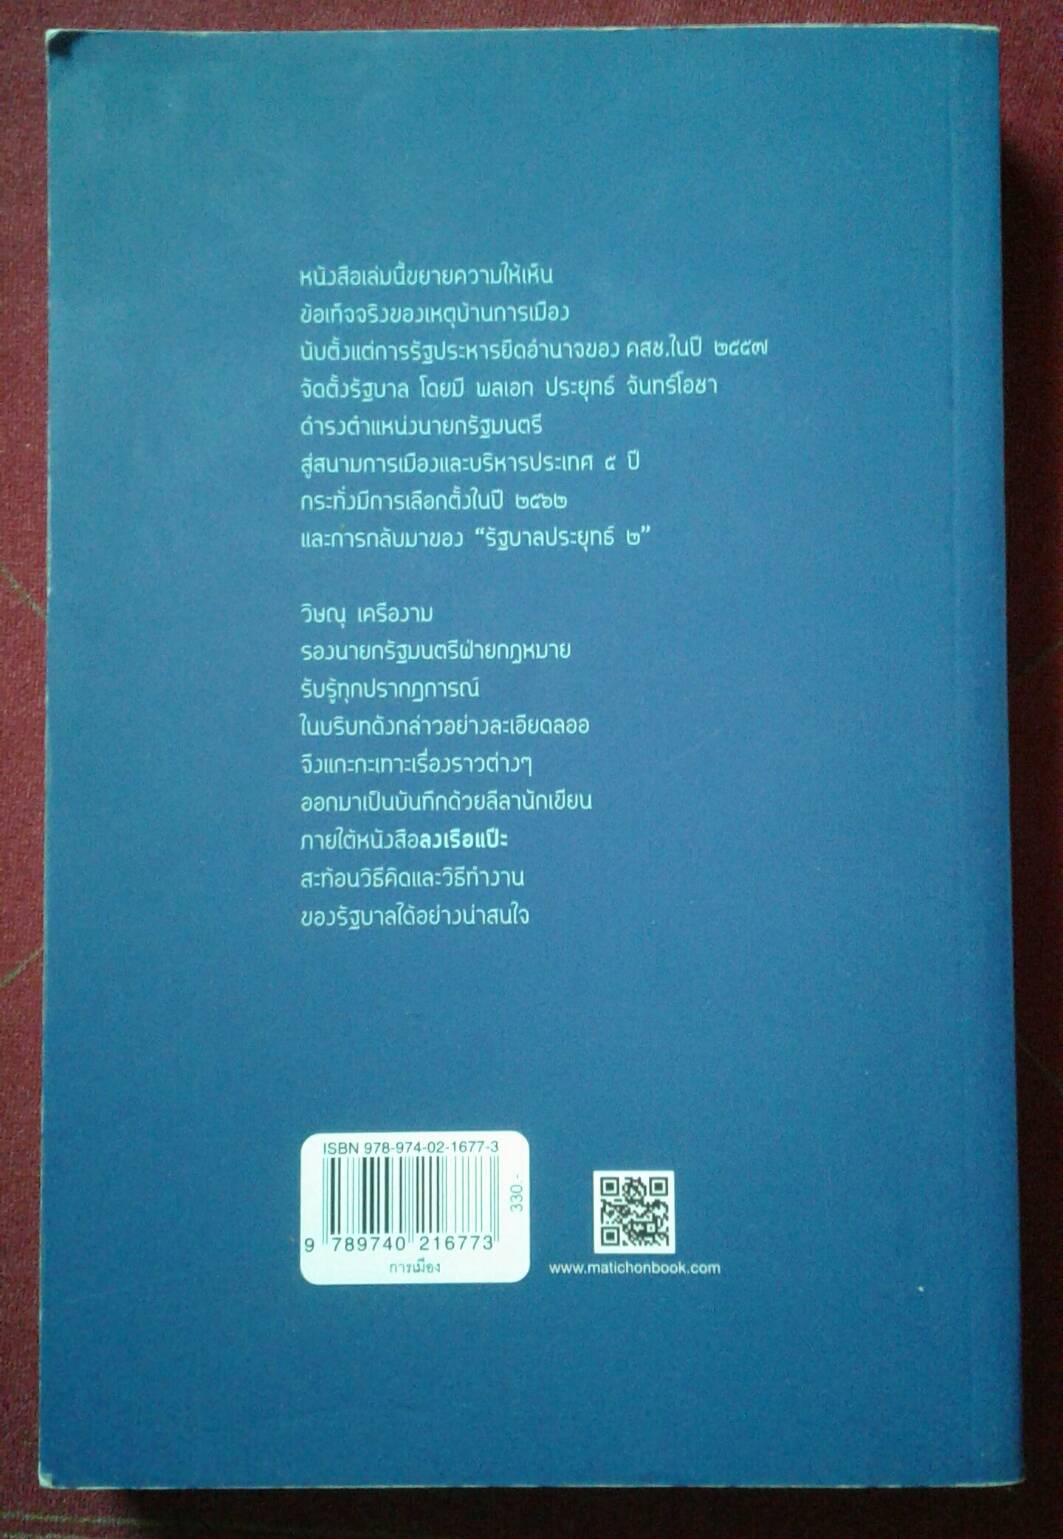 หนังสือเล่มนี้ขยายความให้เห็น
ข้อเท็จจริงของเหตุบ้านการเมือง
นับตั้งแต่การรัฐประหารยึดอำนาจของ คสช.ในปี ๒๕๕๗
จัดตั้งรัฐบาล โดยมี พลเอก ประยุทธ์ จันทร์โอชา
ดำรงตำแหน่งนายกรัฐมนตรี
สู่สนามการเมืองและบริหารประเทศ ๕ ปี
กระทั่งมีการเลือกตั้งในปี ๒๕๖๒
และการกลับมาของ “รัฐบาลประยุทธ์ ๒”
วิษณุ เครืองาม
รองนายกรัฐมนตรีฝ่ายกฎหมาย
รับรู้ทุกปรากฏการณ์
ในบริบทดังกล่าวอย่างละเอียดลออ
จึงแกะกะเทาะเรื่องราวต่างๆ
ออกมาเป็นบันทึกด้วยลีลานักเขียน
ภายใต้หนังสือลงเรือแป๊ะ
สะท้อนวิธีคิดและวิธีทำงาน
ของรัฐบาลได้อย่างน่าสนใจ
ISBN 978-974-02-1677-3
330.-
9 789740 216773
การเมือง
www.matichonbook.com